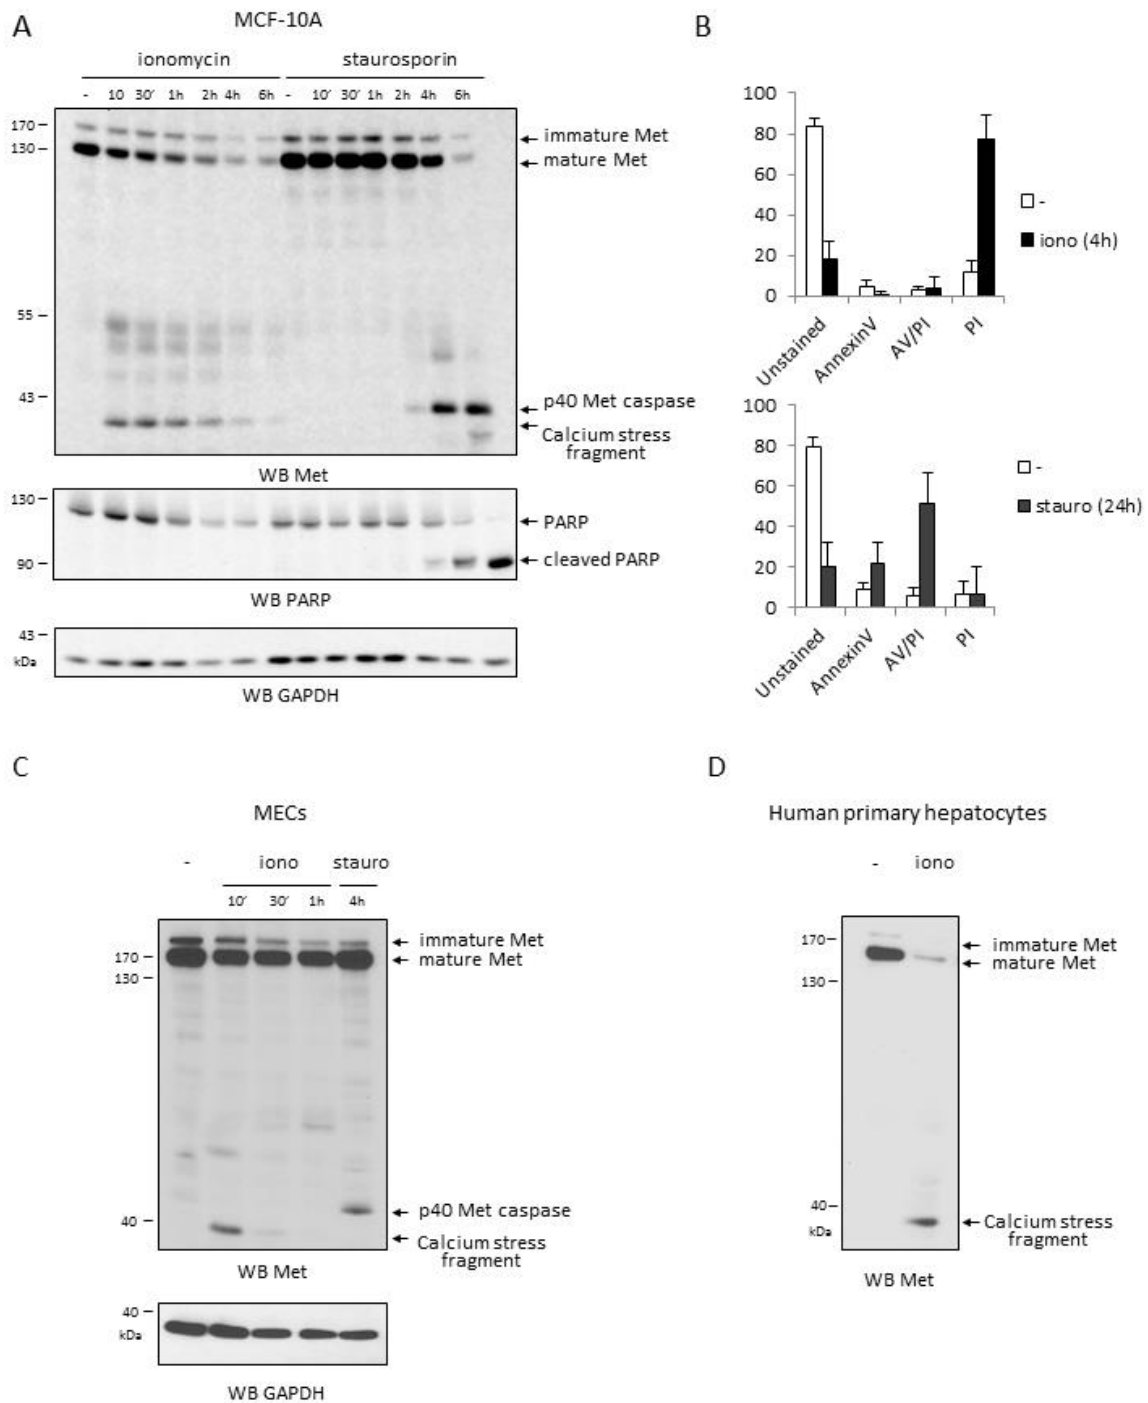 A
MCF-10A
ionomycin
staurosporin
- 10 30′ 1h 2h 4h 6h - 10′ 30′ 1h 2h 4h 6h
170
130
55
43
immature Met
mature Met
p40 Met caspase
Calcium stress
fragment
WB Met
130
90
PARP
cleaved PARP
WB PARP
43
kDa
WB GAPDH
B
100
80
60
40
20
0
Unstained
AnnexinV
AV/PI
PI
-
iono (4h)
100
80
60
40
20
0
Unstained
AnnexinV
AV/PI
PI
-
stauro (24h)
C
MECs
- iono stauro
10′ 30′ 1h 4h
170
130
40
immature Met
mature Met
p40 Met caspase
Calcium stress
fragment
WB Met
40
kDa
WB GAPDH
D
Human primary hepatocytes
- iono
170
130
40
kDa
immature Met
mature Met
Calcium stress
fragment
WB Met